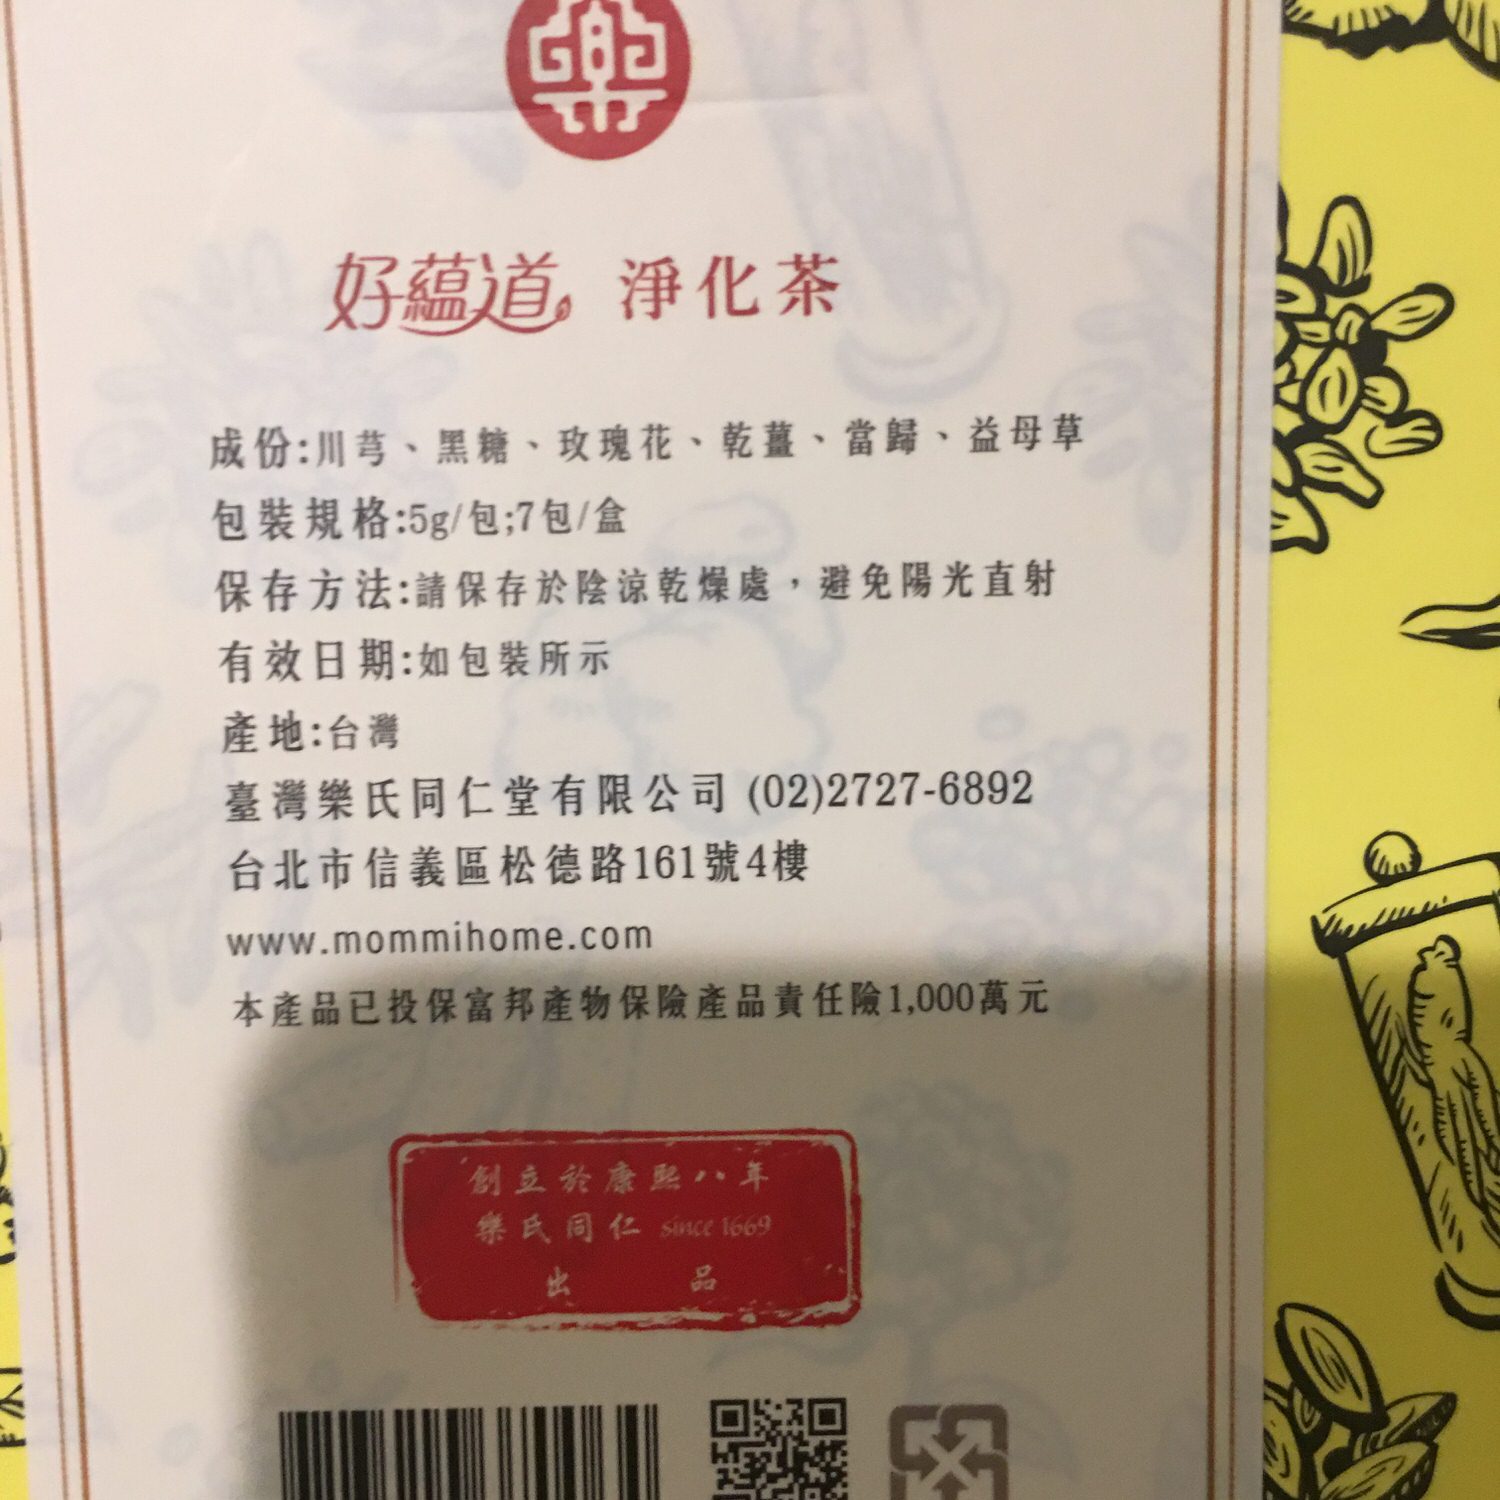 樂
好蘊道 淨化茶
成份:川芎、黑糖、玫瑰花、乾薑、當歸、益母草
包裝規格:5g/包;7包/盒
保存方法:請保存於陰涼乾燥處，避免陽光直射
有效日期:如包裝所示
產地:台灣
臺灣樂氏同仁堂有限公司 (02)2727-6892
台北市信義區松德路161號4樓
www.mommihome.com
本產品已投保富邦產物保險產品責任險1,000萬元
創立於康熙八年
樂氏同仁 since 1669
出品